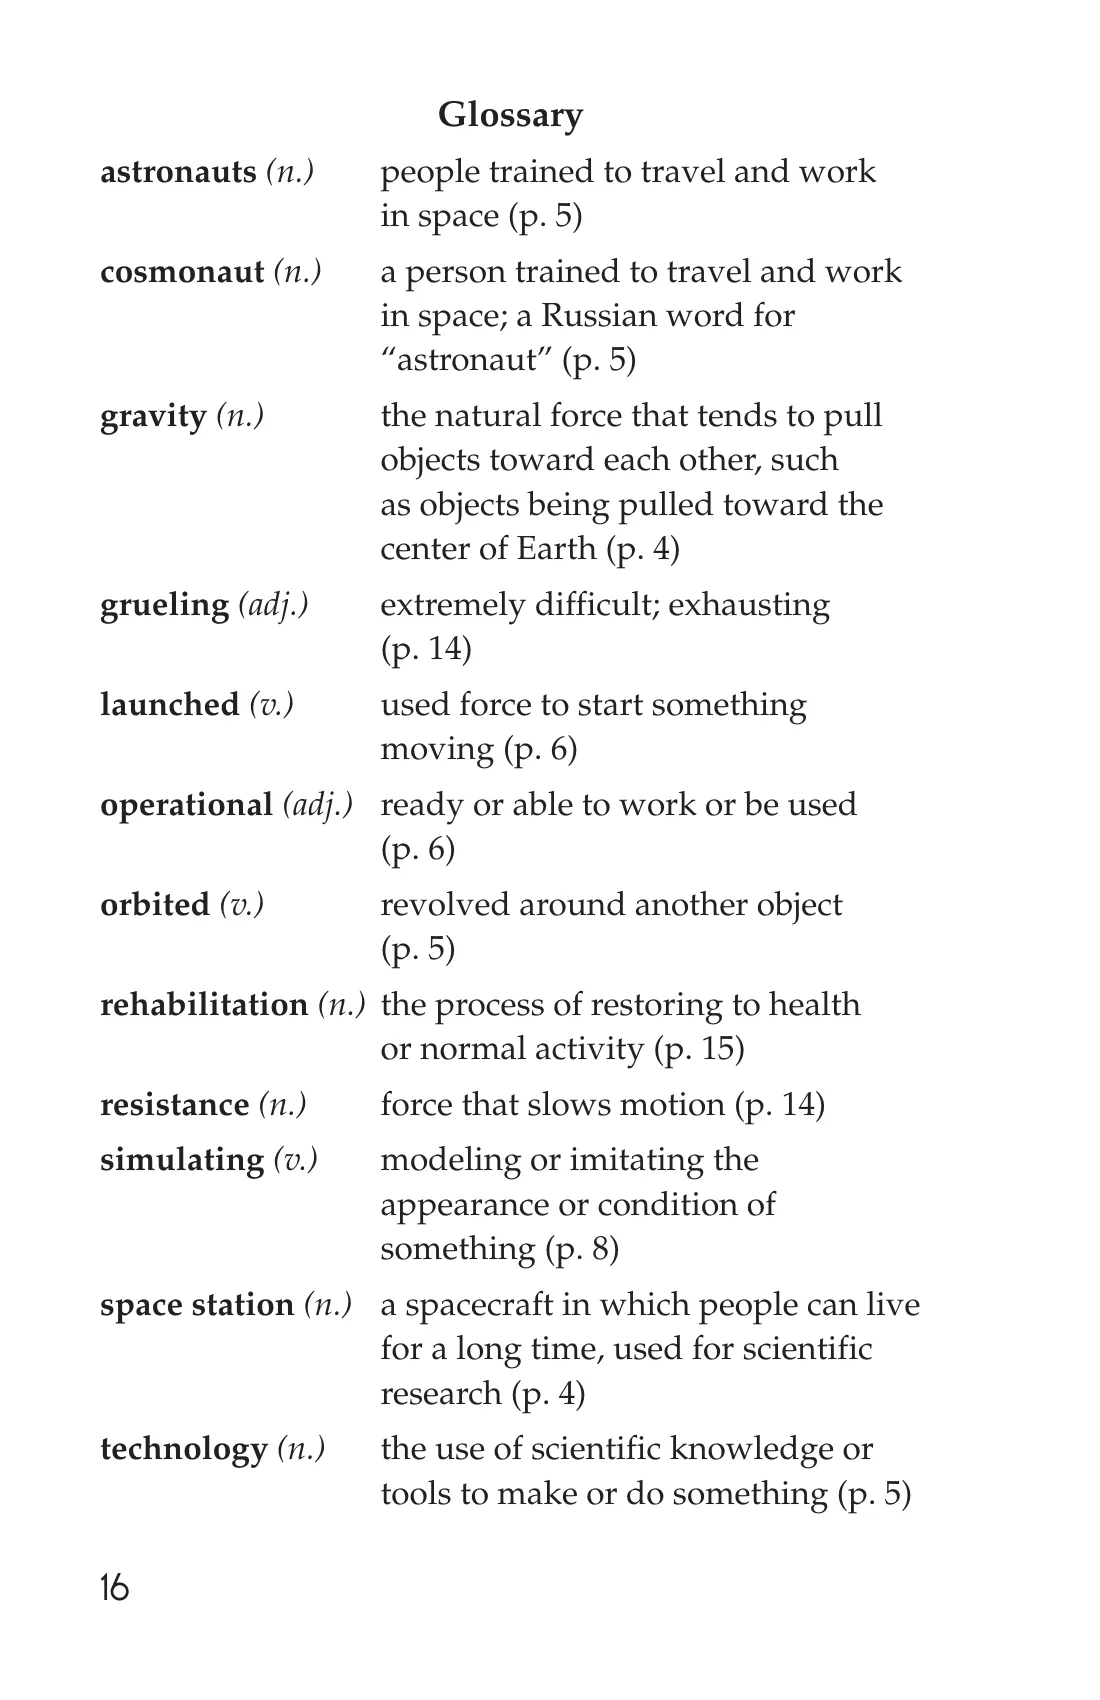 Glossary
astronauts (n.) people trained to travel and work
in space (p. 5)
cosmonaut (n.) a person trained to travel and work
in space; a Russian word for
“astronaut” (p. 5)
gravity (n.) the natural force that tends to pull
objects toward each other, such
as objects being pulled toward the
center of Earth (p. 4)
grueling (adj.) extremely difficult; exhausting
(p. 14)
launched (v.) used force to start something
moving (p. 6)
operational (adj.) ready or able to work or be used
(p. 6)
orbited (v.) revolved around another object
(p. 5)
rehabilitation (n.) the process of restoring to health
or normal activity (p. 15)
resistance (n.) force that slows motion (p. 14)
simulating (v.) modeling or imitating the
appearance or condition of
something (p. 8)
space station (n.) a spacecraft in which people can live
for a long time, used for scientific
research (p. 4)
technology (n.) the use of scientific knowledge or
tools to make or do something (p. 5)
16